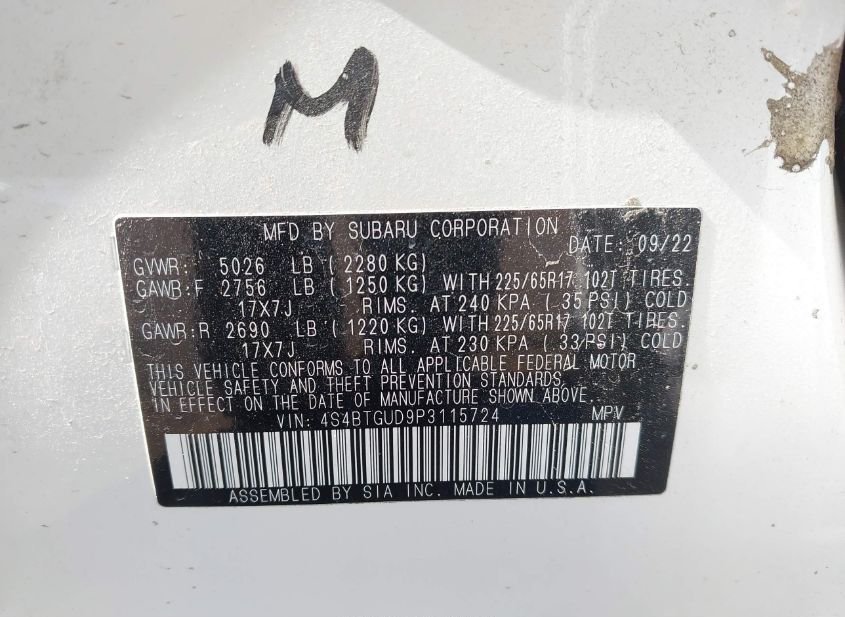 M
MFD BY SUBARU CORPORATION DATE: 09/22
GVWR: 5026 LB ( 2280 KG)
GAWR:F 2756 LB ( 1250 KG) WITH 225/65R17 102T TIRES.
17X7J RIMS. AT 240 KPA ( 35 PSI) COLD
GAWR:R 2690 LB ( 1220 KG) WITH 225/65R17 102T TIRES.
17X7J RIMS. AT 230 KPA ( 33 PSI) COLD
THIS VEHICLE CONFORMS TO ALL APPLICABLE FEDERAL MOTOR
VEHICLE SAFETY AND THEFT PREVENTION STANDARDS
IN EFFECT ON THE DATE OF MANUFACTURE SHOWN ABOVE.
VIN: 4S4BTGUD9P3115724 MPV
ASSEMBLED BY SIA INC. MADE IN U.S.A.